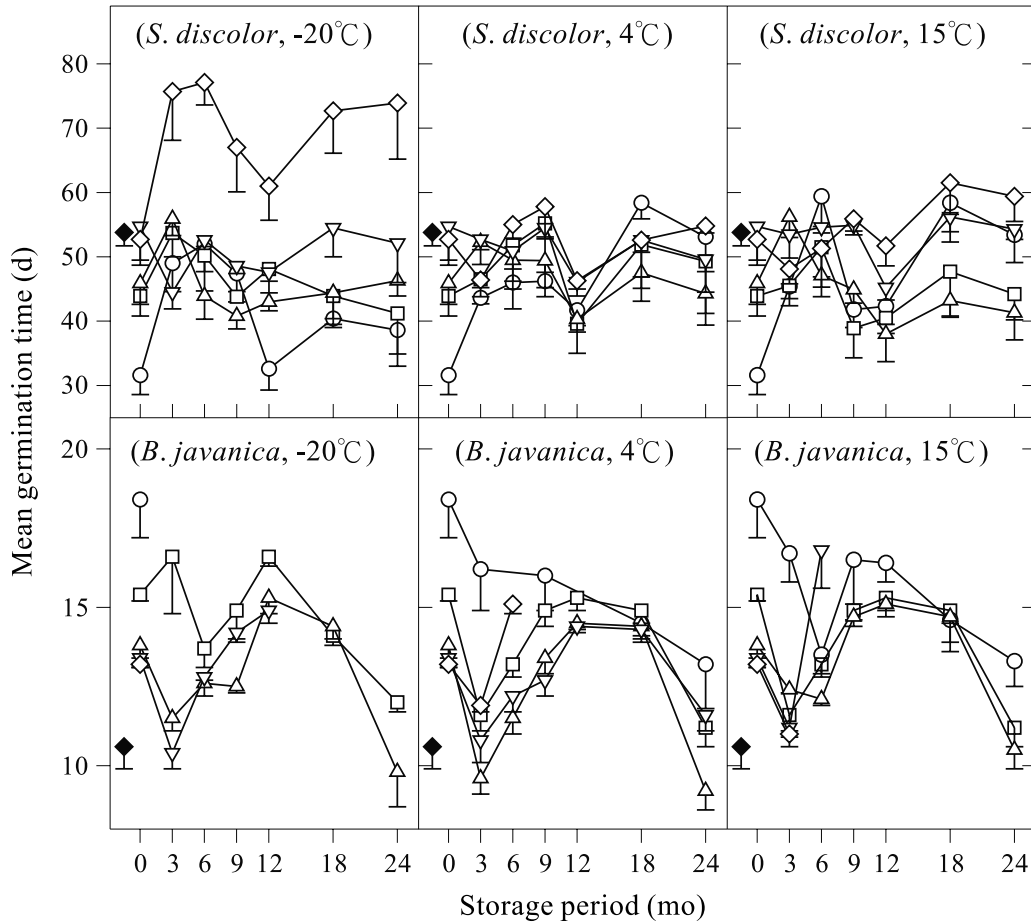 (S. discolor, -20℃)
(S. discolor, 4℃)
(S. discolor, 15℃)
80
70
60
50
40
30
Mean germination time (d)
(B. javanica, -20℃)
(B. javanica, 4℃)
(B. javanica, 15℃)
20
15
10
0 3 6 9 12 18 24
0 3 6 9 12 18 24
0 3 6 9 12 18 24
Storage period (mo)